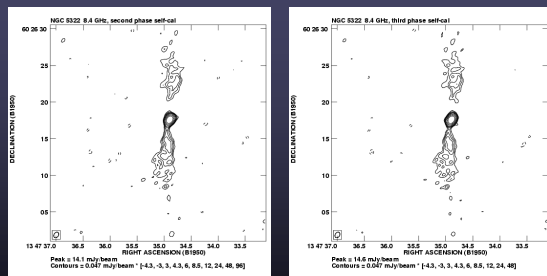 NGC 5322 8.4 GHz, second phase self-cal
60 26 30
25
20
15
10
05
DECLINATION (B1950)
13 47 37.0 36.5 36.0 35.5 35.0 34.5 34.0 33.5
RIGHT ASCENSION (B1950)
Peak = 14.1 mJy/beam
Contours = 0.047 mJy/beam * [-4.3, -3, 3, 4.3, 6, 8.5, 12, 24, 48, 96]
NGC 5322 8.4 GHz, third phase self-cal
60 26 30
25
20
15
10
05
DECLINATION (B1950)
13 47 37.0 36.5 36.0 35.5 35.0 34.5 34.0 33.5
RIGHT ASCENSION (B1950)
Peak = 14.6 mJy/beam
Contours = 0.047 mJy/beam * [-4.3, -3, 3, 4.3, 6, 8.5, 12, 24, 48]